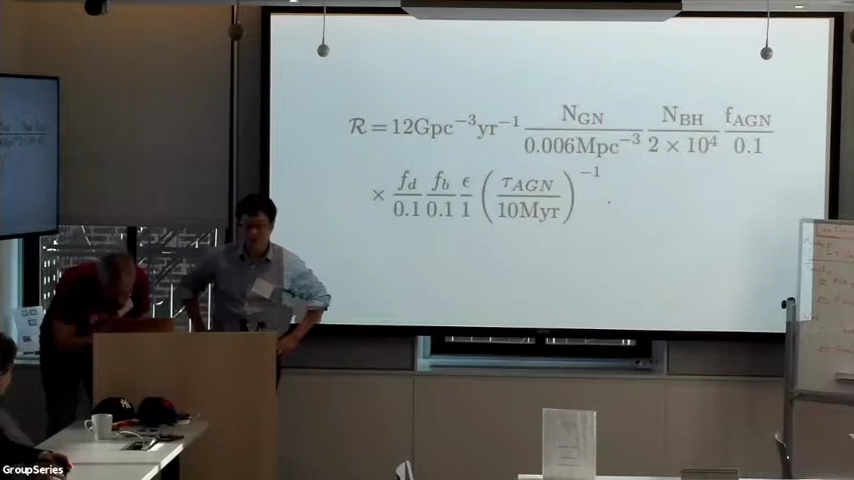 R = 12Gpc⁻³yr⁻¹ N_GN/0.006Mpc⁻³ N_BH/2 × 10⁴ f_AGN/0.1
× f_d/0.1 f_b/0.1 ϵ/1 (τ_AGN/10Myr)⁻¹ .
GroupSeries